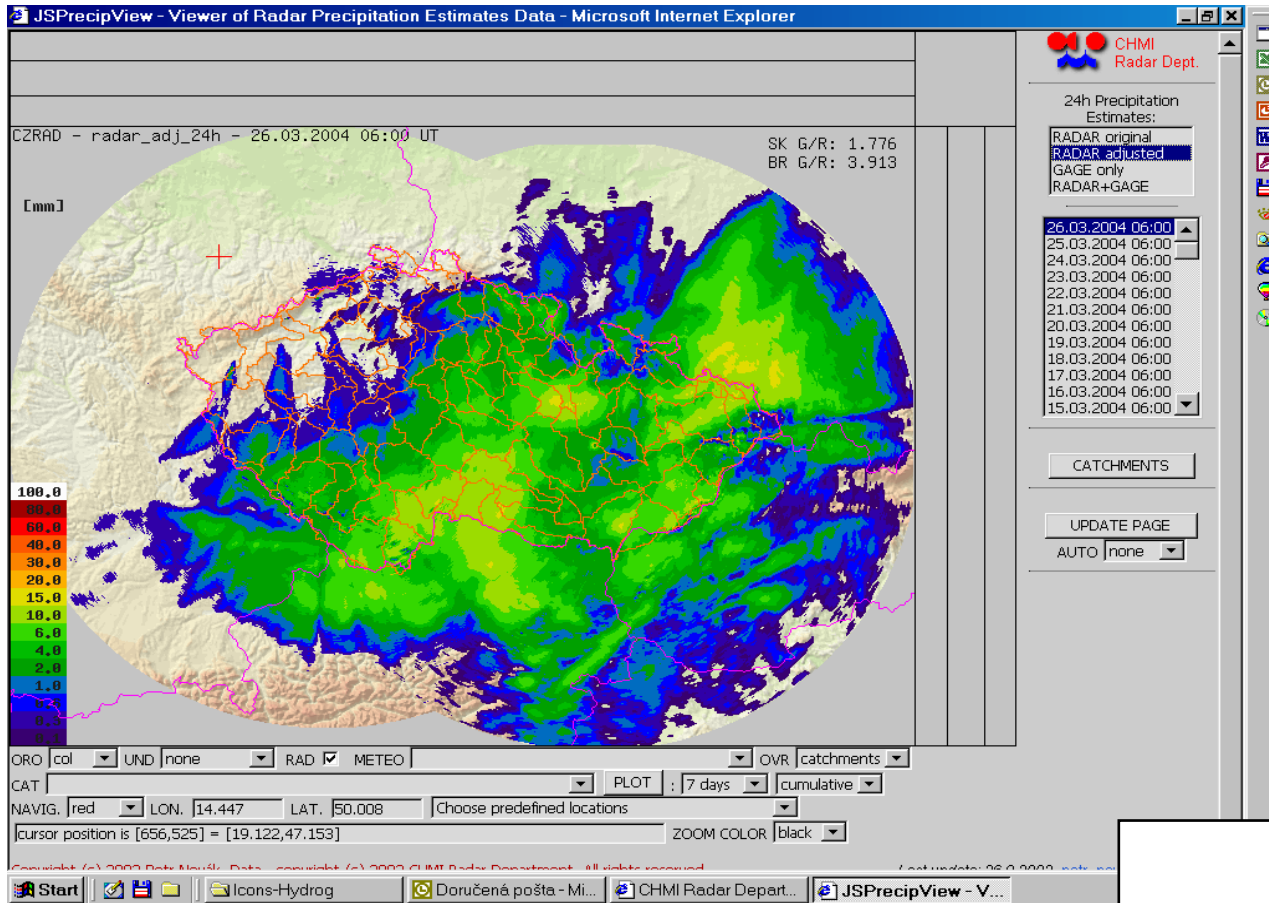 JSPrecipView - Viewer of Radar Precipitation Estimates Data - Microsoft Internet Explorer
CHMI
Radar Dept.
24h Precipitation
Estimates:
RADAR original
RADAR adjusted
GAGE only
RADAR+GAGE
CZRAD - radar_adj_24h - 26.03.2004 06:00 UT
SK G/R: 1.776
BR G/R: 3.913
[mm]
26.03.2004 06:00
25.03.2004 06:00
24.03.2004 06:00
23.03.2004 06:00
22.03.2004 06:00
21.03.2004 06:00
20.03.2004 06:00
19.03.2004 06:00
18.03.2004 06:00
17.03.2004 06:00
16.03.2004 06:00
15.03.2004 06:00
CATCHMENTS
UPDATE PAGE
AUTO none
100.0
80.0
60.0
40.0
30.0
20.0
15.0
10.0
6.0
4.0
2.0
1.0
ORO col UND none RAD METEO OVR catchments
CAT PLOT : 7 days cumulative
NAVIG. red LON. 14.447 LAT. 50.008 Choose predefined locations
cursor position is [656,525] = [19.122,47.153] ZOOM COLOR black
Start Icons-Hydrog Doručená pošta - Mi... CHMI Radar Depart... JSPrecipView - V...